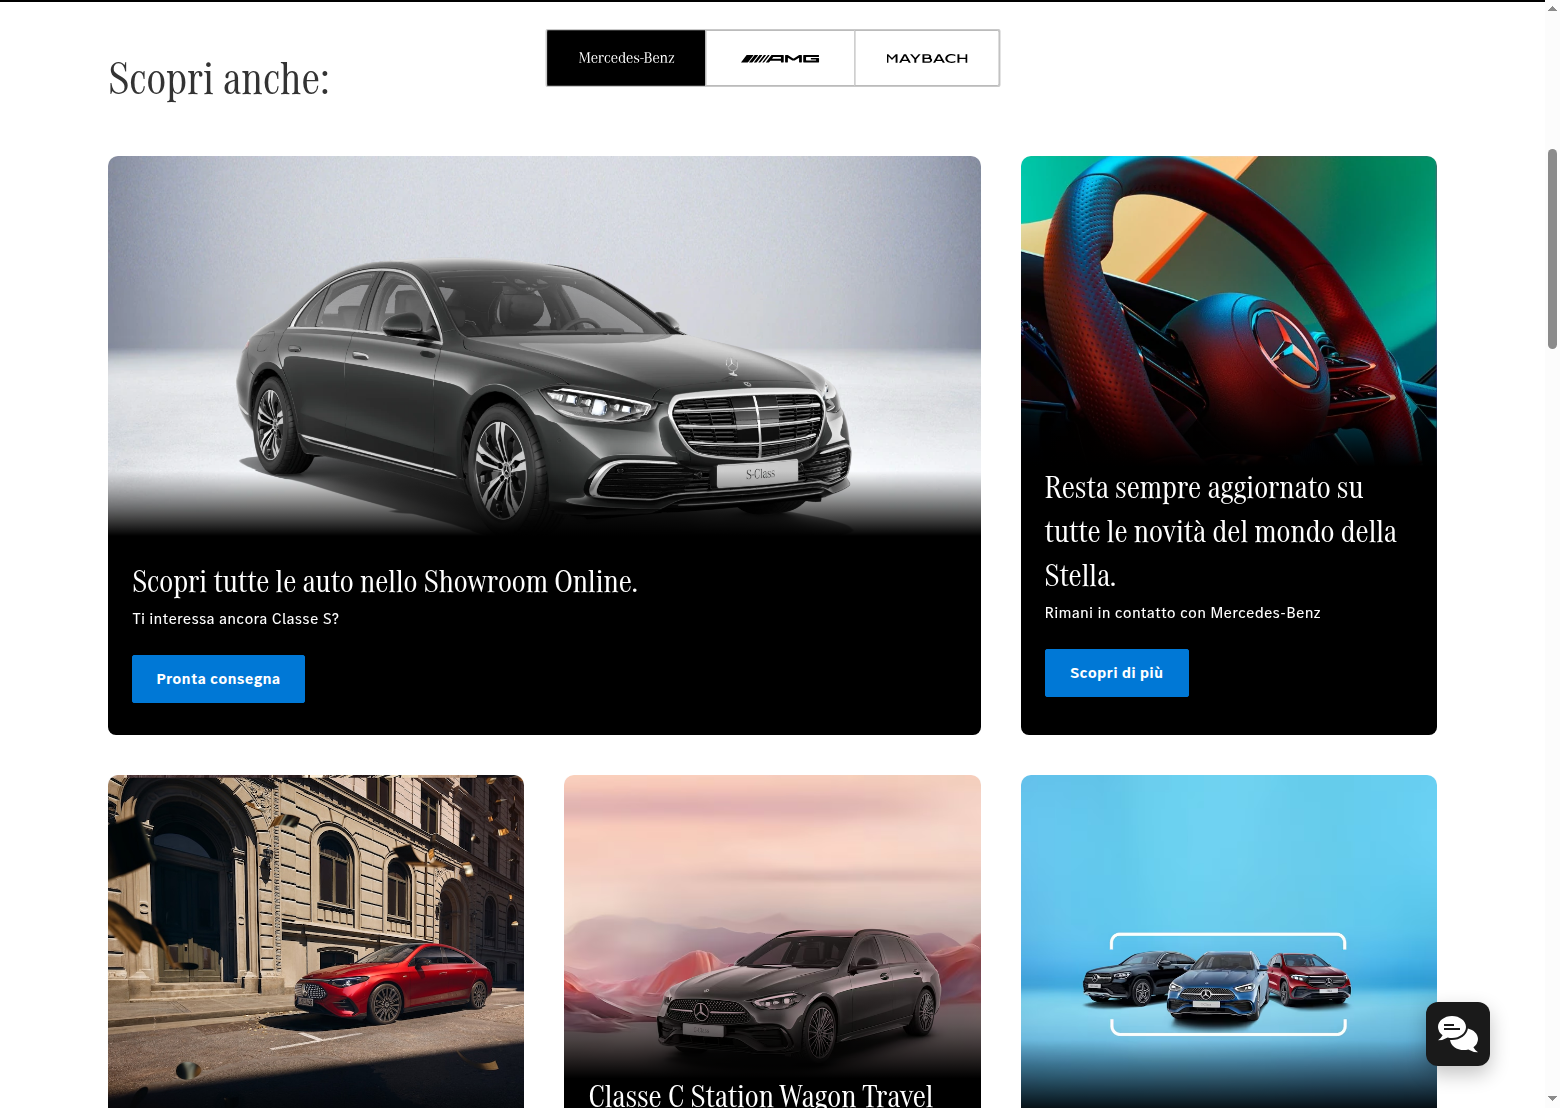 Scopri anche:
Mercedes-Benz
AMG
MAYBACH
S-Class
Scopri tutte le auto nello Showroom Online.
Ti interessa ancora Classe S?
Pronta consegna
Resta sempre aggiornato su
tutte le novità del mondo della
Stella.
Rimani in contatto con Mercedes-Benz
Scopri di più
Classe C Station Wagon Travel